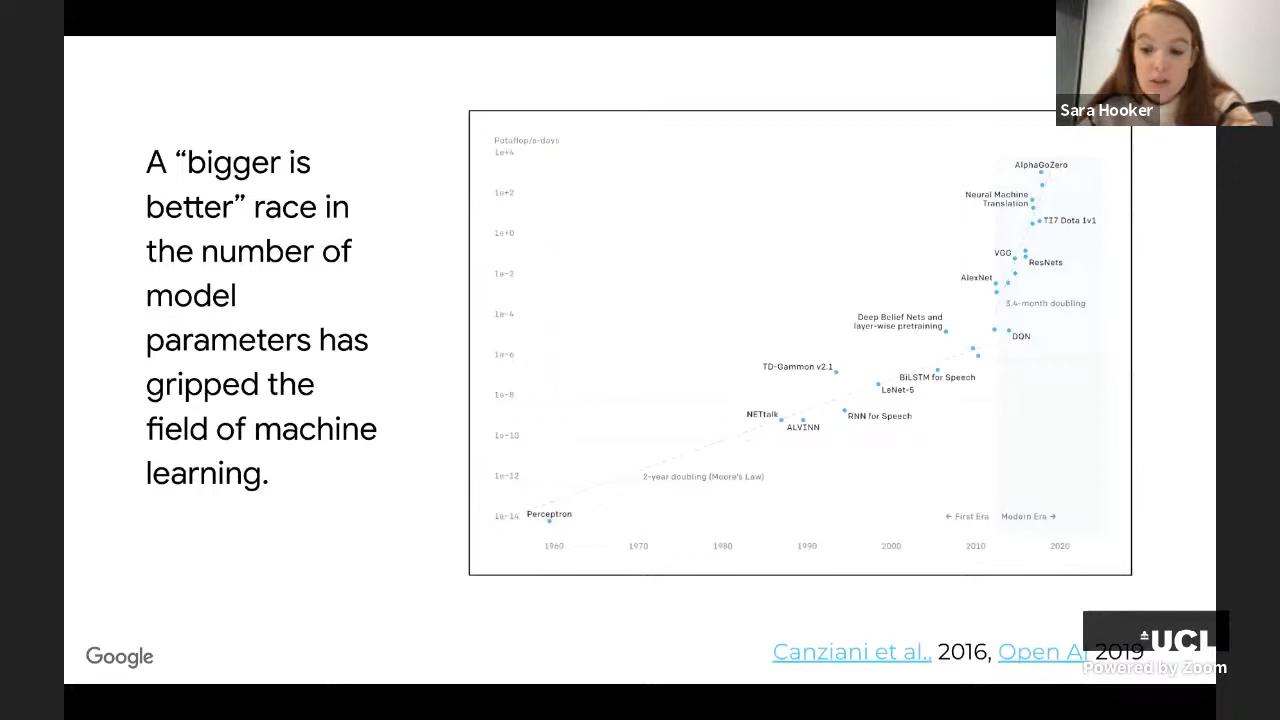 Sara Hooker
A “bigger is
better” race in
the number of
model
parameters has
gripped the
field of machine
learning.
Petaflop/s-days
1e+4
1e+2
1e+0
1e-2
1e-4
1e-6
1e-8
1e-10
1e-12
1e-14
AlphaGoZero
Neural Machine
Translation
TI7 Dota 1v1
VGG
ResNets
AlexNet
3.4-month doubling
Deep Belief Nets and
layer-wise pretraining
DQN
TD-Gammon v2.1
BiLSTM for Speech
LeNet-5
NETtalk
RNN for Speech
ALVINN
2-year doubling (Moore's Law)
Perceptron
← First Era Modern Era →
1960 1970 1980 1990 2000 2010 2020
Google
Canziani et al., 2016, Open AI 2019
UCL
Powered by Zoom